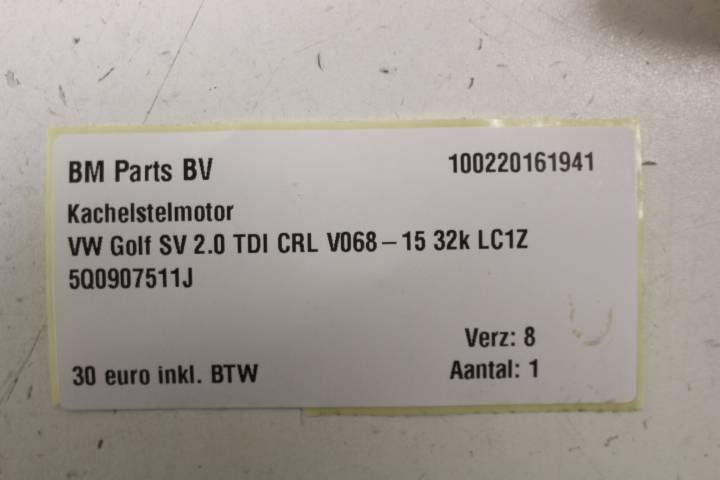 BM Parts BV 100220161941
Kachelstelmotor
VW Golf SV 2.0 TDI CRL V068-15 32k LC1Z
5Q0907511J
Verz: 8
30 euro inkl. BTW Aantal: 1